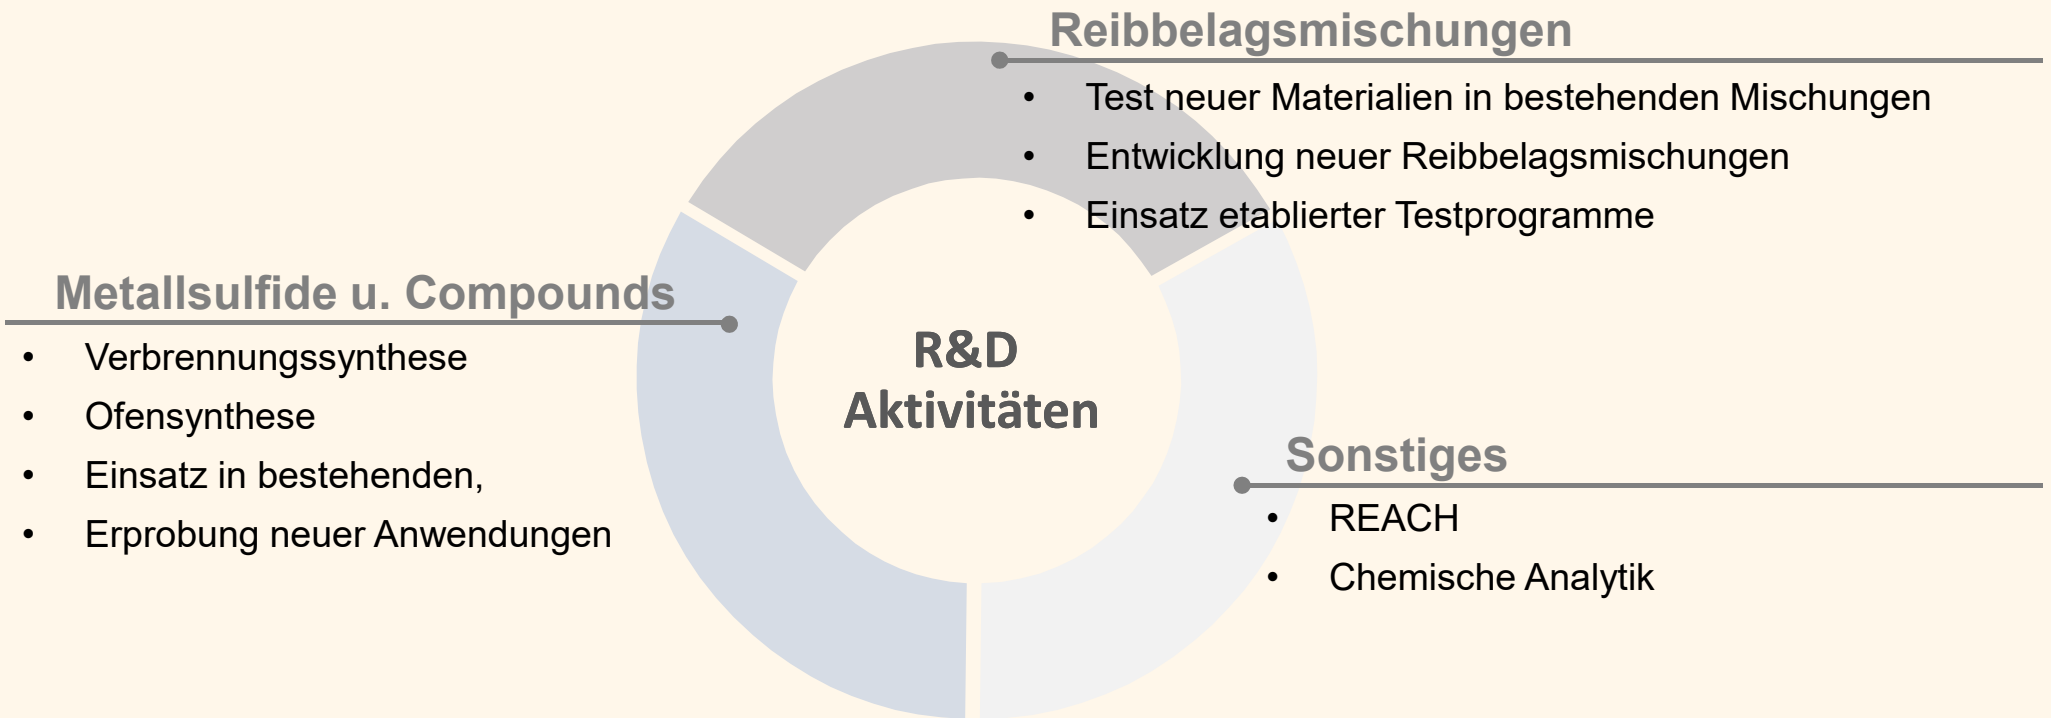 Reibbelagsmischungen
• Test neuer Materialien in bestehenden Mischungen
• Entwicklung neuer Reibbelagsmischungen
• Einsatz etablierter Testprogramme
Metallsulfide u. Compounds
• Verbrennungssynthese
• Ofensynthese
• Einsatz in bestehenden,
• Erprobung neuer Anwendungen
R&D
Aktivitäten
Sonstiges
• REACH
• Chemische Analytik